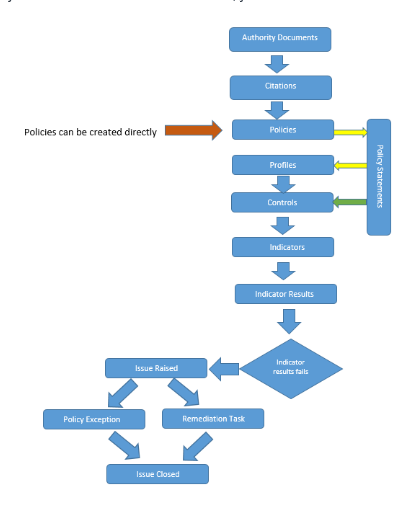 Authority Documents
Citations
Policies can be created directly
Policies
Policy Statements
Profiles
Controls
Indicators
Indicator Results
Indicator
results fails
Issue Raised
Policy Exception
Remediation Task
Issue Closed